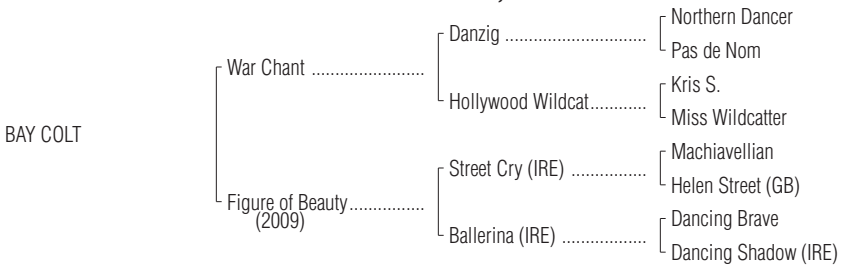 Northern Dancer
Danzig ..............................
Pas de Nom
War Chant ........................
Kris S.
Hollywood Wildcat............
Miss Wildcatter
BAY COLT
Machiavellian
Street Cry (IRE) ................
Helen Street (GB)
Figure of Beauty................
(2009)
Dancing Brave
Ballerina (IRE) ..................
Dancing Shadow (IRE)